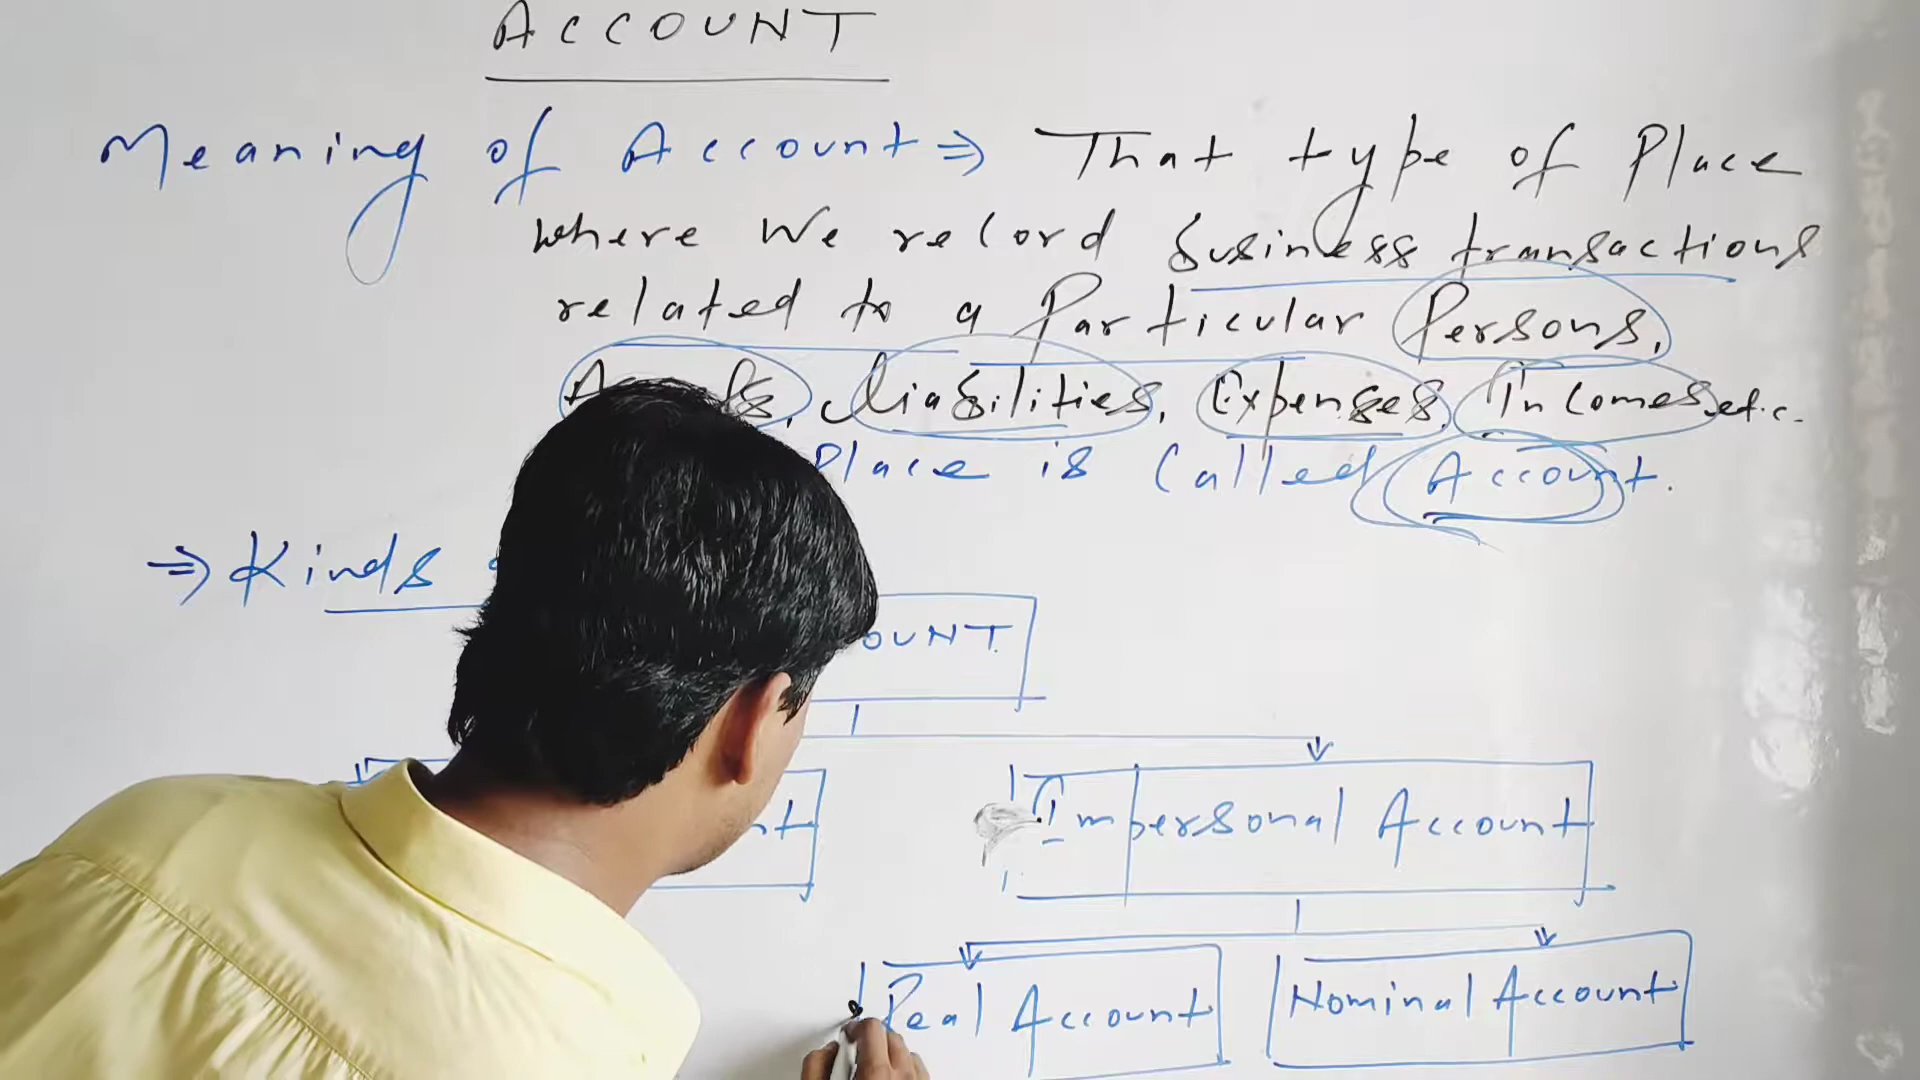 ACCOUNT
Meaning of Account ⇒ That type of Place
where We record business transactions
related to a Particular Persons,
Liabilities, Expenses, Incomes etc.
Place is Called Account.
⇒ Kinds
OUNT
nt Impersonal Account
Real Account Nominal Account